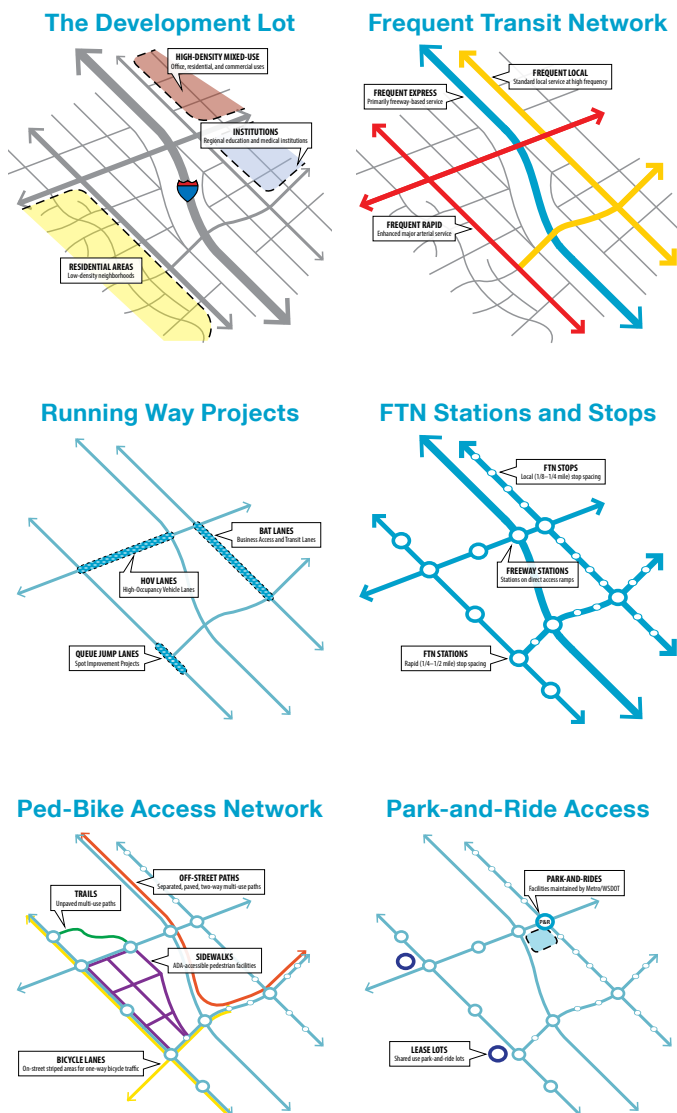 The Development Lot
HIGH-DENSITY MIXED-USE
Office, residential, and commercial uses
INSTITUTIONS
Regional education and medical institutions
RESIDENTIAL AREAS
Low-density neighborhoods
Frequent Transit Network
FREQUENT LOCAL
Standard local service at high frequency
FREQUENT EXPRESS
Primarily freeway-based service
FREQUENT RAPID
Enhanced major arterial service
Running Way Projects
BAT LANES
Business Access and Transit Lanes
HOV LANES
High-Occupancy Vehicle Lanes
QUEUE JUMP LANES
Spot Improvement Projects
FTN Stations and Stops
FTN STOPS
Local (1/8–1/4 mile) stop spacing
FREEWAY STATIONS
Stations on direct access ramps
FTN STATIONS
Rapid (1/4–1/2 mile) stop spacing
Ped-Bike Access Network
OFF-STREET PATHS
Separated, paved, two-way multi-use paths
TRAILS
Unpaved multi-use paths
SIDEWALKS
ADA-accessible pedestrian facilities
BICYCLE LANES
On-street striped areas for one-way bicycle traffic
Park-and-Ride Access
PARK-AND-RIDES
Facilities maintained by Metro/WSDOT
P&R
LEASE LOTS
Shared use park-and-ride lots